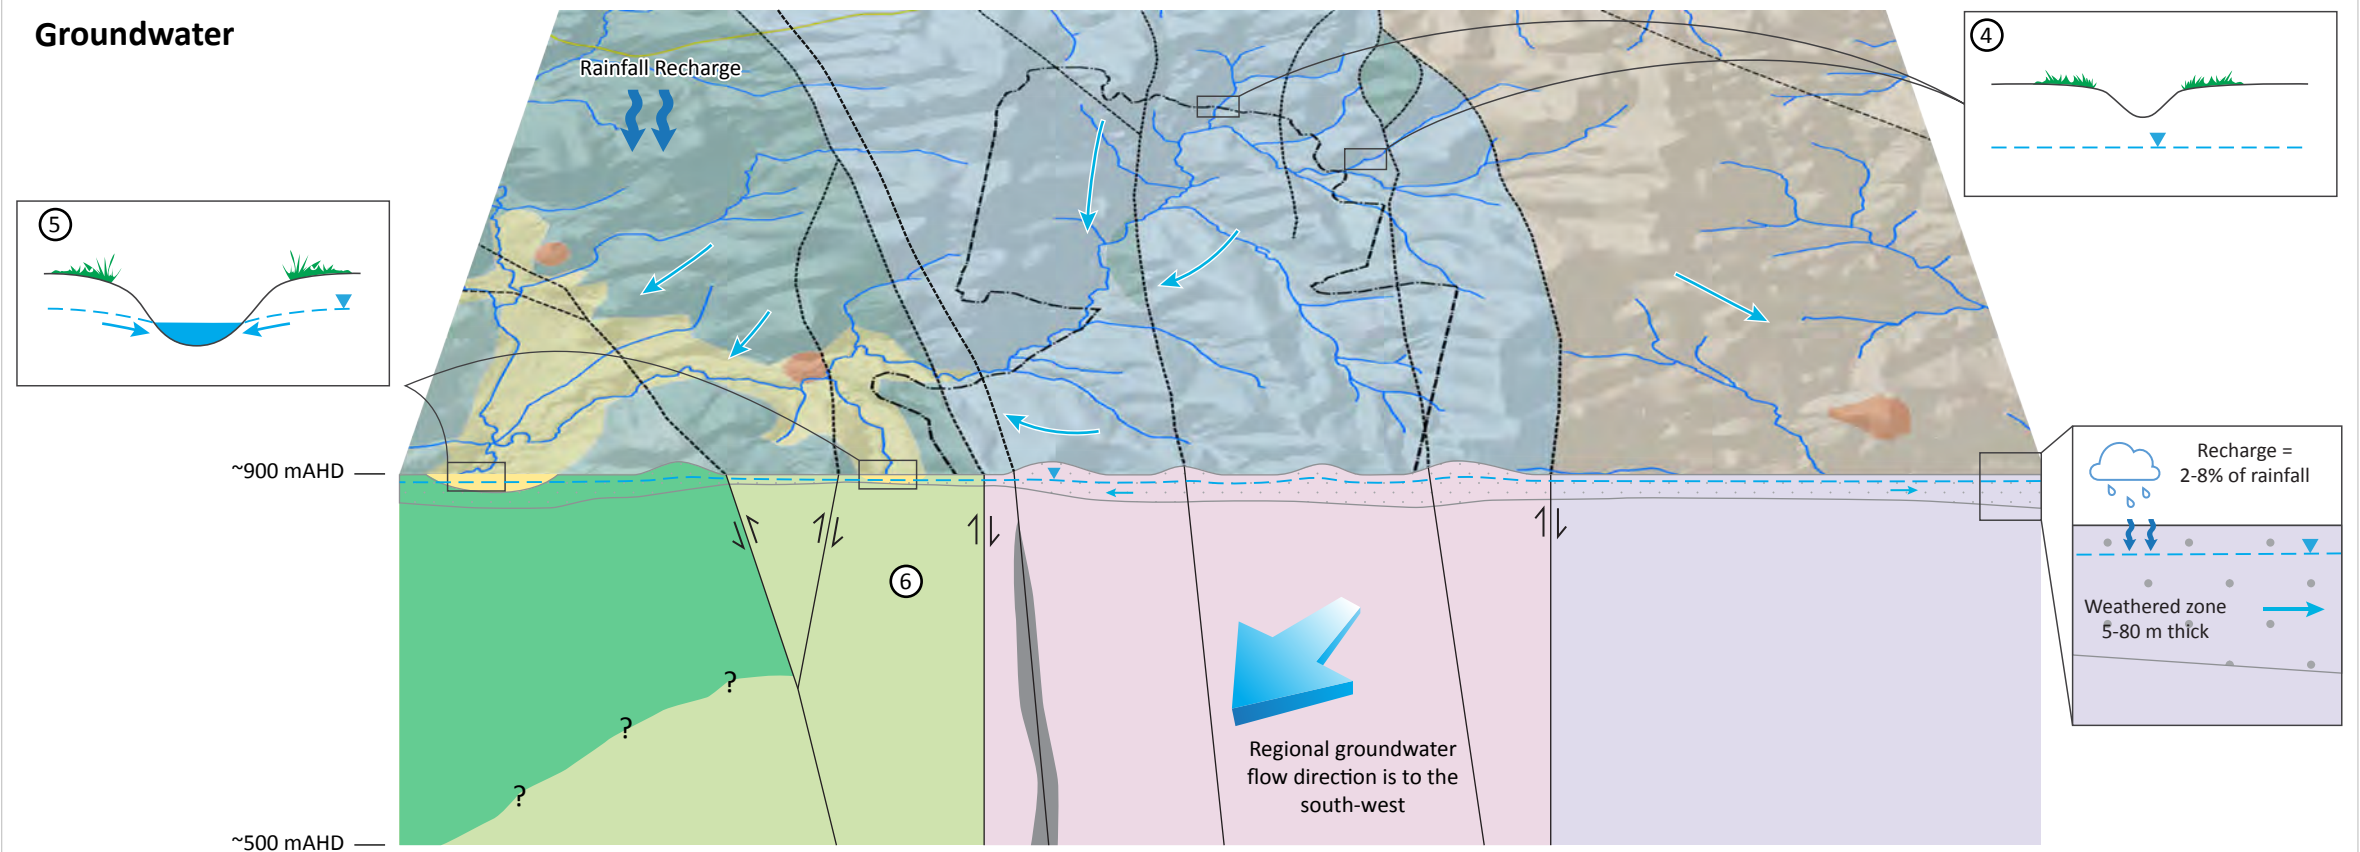 Groundwater
Rainfall Recharge
4
5
~900 mAHD
Recharge =
2-8% of rainfall
6
Weathered zone
5-80 m thick
?
?
?
Regional groundwater
flow direction is to the
south-west
~500 mAHD